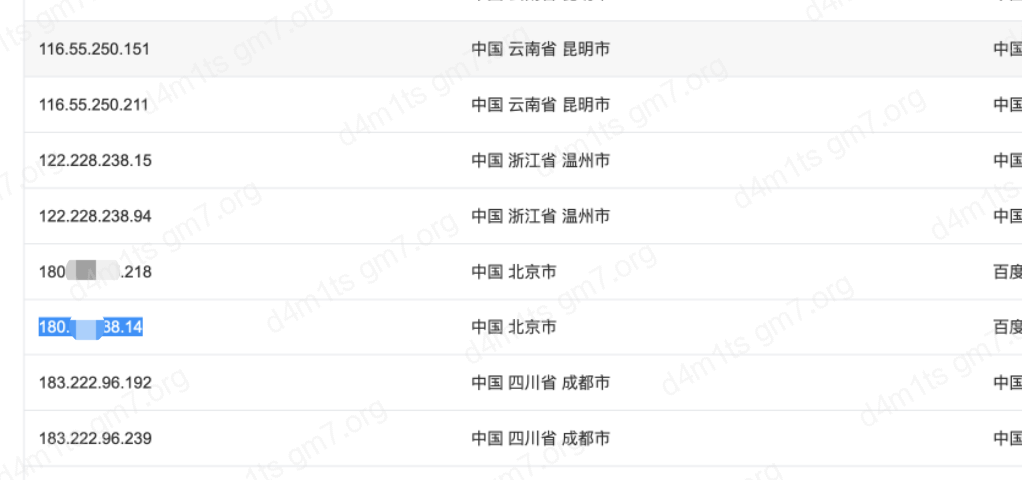 116.55.250.151 中国 云南省 昆明市 中国
116.55.250.211 中国 云南省 昆明市 中国
122.228.238.15 中国 浙江省 温州市 中国
122.228.238.94 中国 浙江省 温州市 中国
180 .218 中国 北京市 百度
180. 38.14 中国 北京市 百度
183.222.96.192 中国 四川省 成都市 中国
183.222.96.239 中国 四川省 成都市 中国
d4m1ts gm7.org